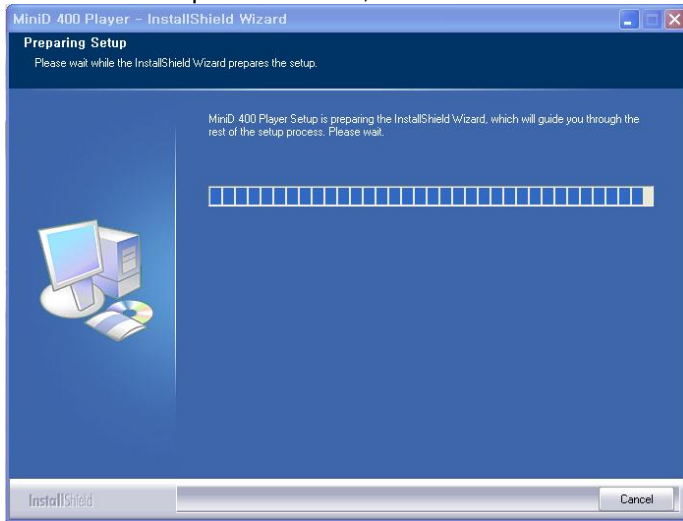 MiniD 400 Player - InstallShield Wizard
Preparing Setup
Please wait while the InstallShield Wizard prepares the setup.
MiniD 400 Player Setup is preparing the InstallShield Wizard, which will guide you through the
rest of the setup process. Please wait.
InstallShield
Cancel